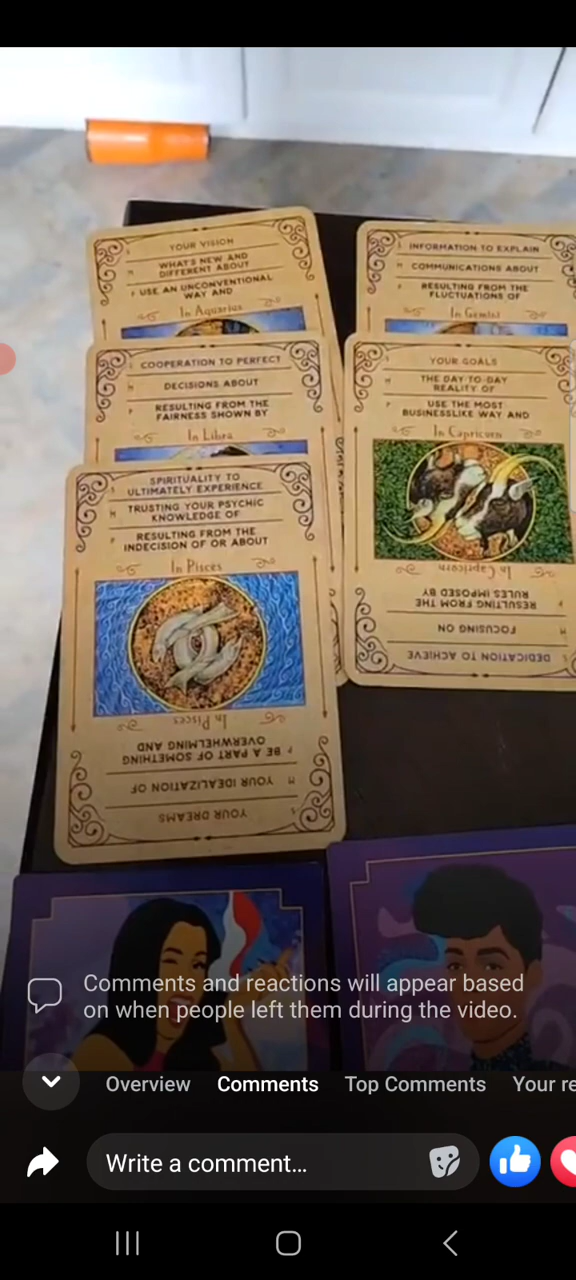 YOUR VISION
WHAT'S NEW AND
DIFFERENT ABOUT
USE AN UNCONVENTIONAL
WAY AND
In Aquarius
INFORMATION TO EXPLAIN
COMMUNICATIONS ABOUT
RESULTING FROM THE
FLUCTUATIONS OF
In Gemini
COOPERATION TO PERFECT
DECISIONS ABOUT
RESULTING FROM THE
FAIRNESS SHOWN BY
In Libra
YOUR GOALS
THE DAY-TO-DAY
REALITY OF
USE THE MOST
BUSINESSLIKE WAY AND
In Capricorn
In Capricorn
RESULTING FROM THE
RULES IMPOSED BY
FOCUSING ON
DEDICATION TO ACHIEVE
SPIRITUALITY TO
ULTIMATELY EXPERIENCE
M TRUSTING YOUR PSYCHIC
KNOWLEDGE OF
RESULTING FROM THE
INDECISION OF OR ABOUT
In Pisces
In Pisces
P BE A PART OF SOMETHING
OVERWHELMING AND
M YOUR IDEALIZATION OF
YOUR DREAMS
Comments and reactions will appear based
on when people left them during the video.
Overview Comments Top Comments Your re
Write a comment...